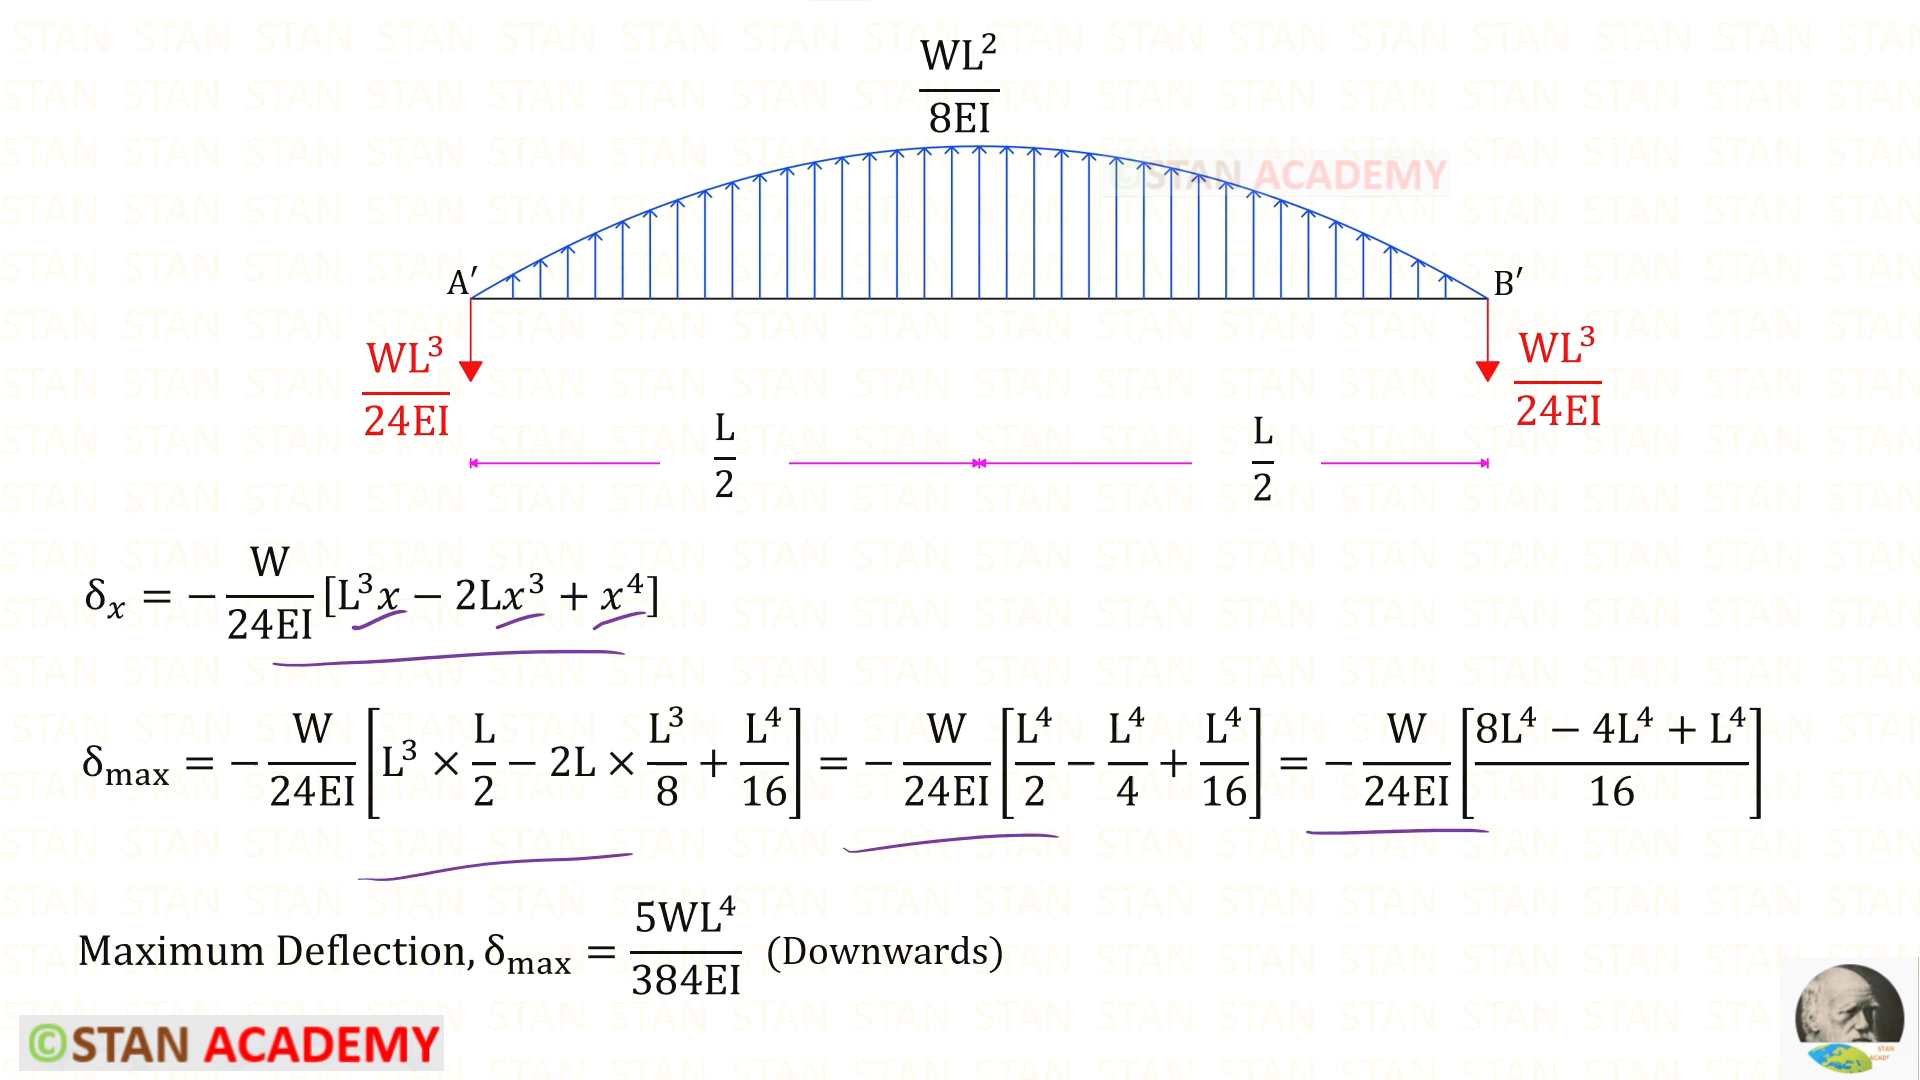 WL²/8EI
©STAN ACADEMY
A′ B′
WL³/24EI WL³/24EI
L/2 L/2
δₓ = − W/24EI [L³x − 2Lx³ + x⁴]
δmax = − W/24EI [L³ × L/2 − 2L × L³/8 + L⁴/16] = − W/24EI [L⁴/2 − L⁴/4 + L⁴/16] = − W/24EI [(8L⁴ − 4L⁴ + L⁴)/16]
Maximum Deflection, δmax = 5WL⁴/384EI (Downwards)
©STAN ACADEMY